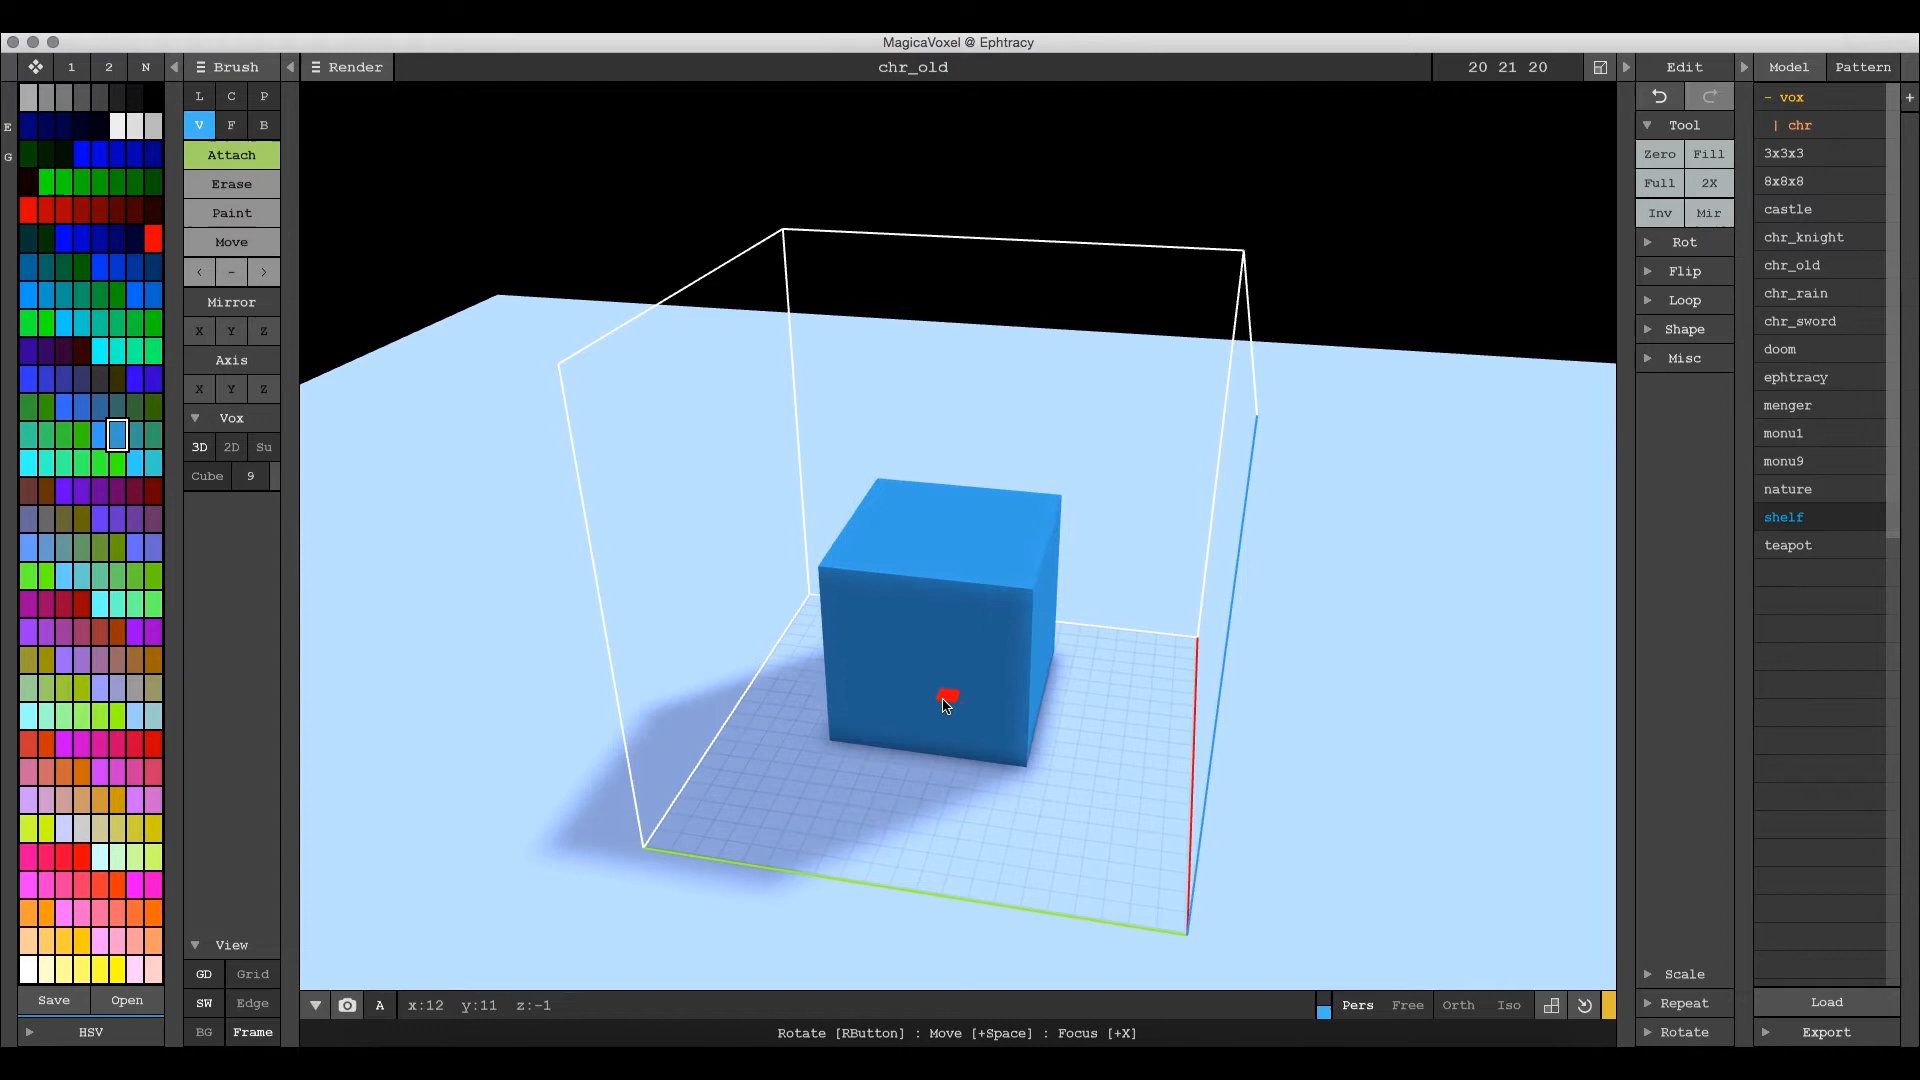 MagicaVoxel @ Ephtracy
1 2 N
Brush
Render
chr_old
20 21 20
Edit
Model
Pattern
E
G
L C P
V F B
Attach
Erase
Paint
Move
< - >
Mirror
X Y Z
Axis
X Y Z
Vox
3D 2D Su
Cube 9
View
GD Grid
SW Edge
BG Frame
Save Open
HSV
A x:12 y:11 z:-1
Pers Free Orth Iso
Rotate [RButton] : Move [+Space] : Focus [+X]
Tool
Zero Fill
Full 2X
Inv Mir
Rot
Flip
Loop
Shape
Misc
Scale
Repeat
Rotate
- vox
| chr
3x3x3
8x8x8
castle
chr_knight
chr_old
chr_rain
chr_sword
doom
ephtracy
menger
monu1
monu9
nature
shelf
teapot
+
Load
Export